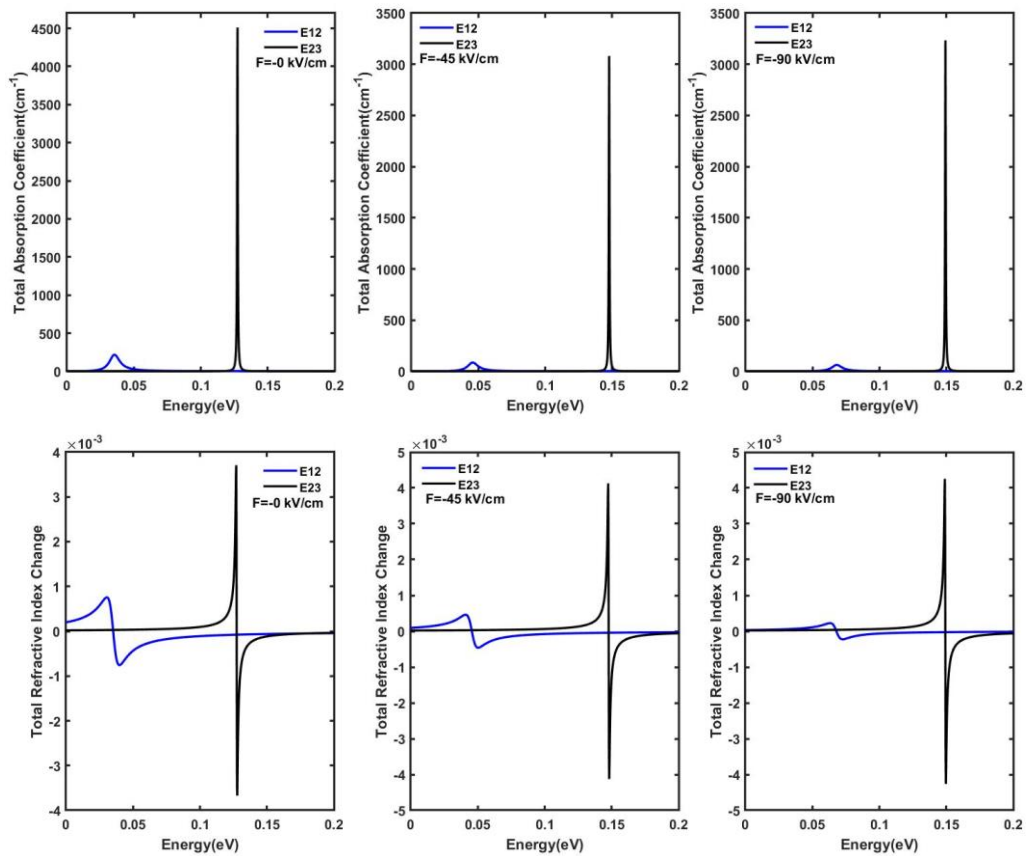 Total Absorption Coefficient(cm⁻¹)
4500
4000
3500
3000
2500
2000
1500
1000
500
0
E12
E23
F=-0 kV/cm
0 0.05 0.1 0.15 0.2
Energy(eV)
Total Absorption Coefficient(cm⁻¹)
3500
3000
2500
2000
1500
1000
500
0
E12
E23
F=-45 kV/cm
0 0.05 0.1 0.15 0.2
Energy(eV)
Total Absorption Coefficient(cm⁻¹)
3500
3000
2500
2000
1500
1000
500
0
E12
E23
F=-90 kV/cm
0 0.05 0.1 0.15 0.2
Energy(eV)
×10⁻³
Total Refractive Index Change
4
3
2
1
0
-1
-2
-3
-4
E12
E23
F=-0 kV/cm
0 0.05 0.1 0.15 0.2
Energy(eV)
×10⁻³
Total Refractive Index Change
5
4
3
2
1
0
-1
-2
-3
-4
-5
E12
E23
F=-45 kV/cm
0 0.05 0.1 0.15 0.2
Energy(eV)
×10⁻³
Total Refractive Index Change
5
4
3
2
1
0
-1
-2
-3
-4
-5
E12
E23
F=-90 kV/cm
0 0.05 0.1 0.15 0.2
Energy(eV)